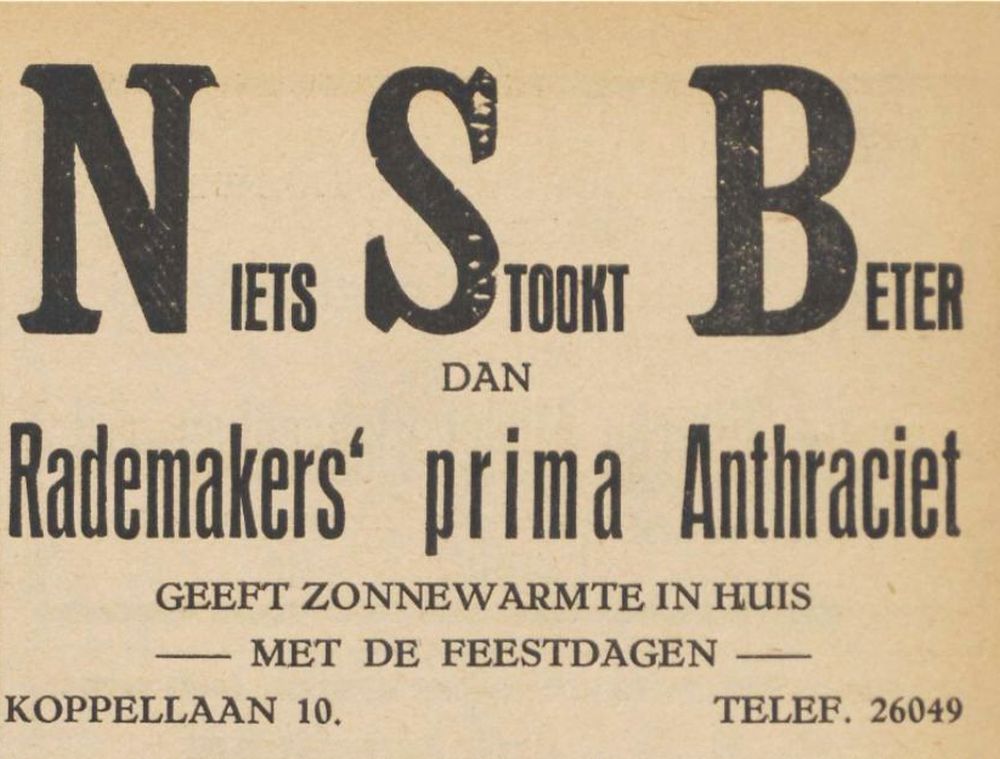 NIETS STOOKT BETER
DAN
Rademakers‘ prima Anthraciet
GEEFT ZONNEWARMTE IN HUIS
— MET DE FEESTDAGEN —
KOPPELLAAN 10. TELEF. 26049